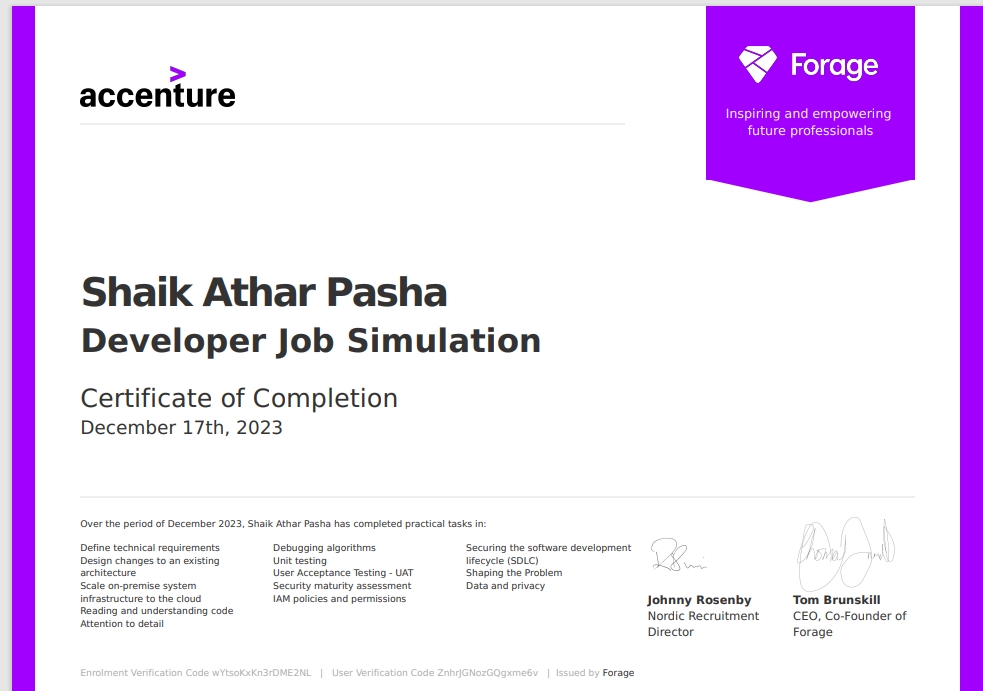 accenture
Forage
Inspiring and empowering
future professionals
Shaik Athar Pasha
Developer Job Simulation
Certificate of Completion
December 17th, 2023
Over the period of December 2023, Shaik Athar Pasha has completed practical tasks in:
Define technical requirements
Design changes to an existing
architecture
Scale on-premise system
infrastructure to the cloud
Reading and understanding code
Attention to detail
Debugging algorithms
Unit testing
User Acceptance Testing - UAT
Security maturity assessment
IAM policies and permissions
Securing the software development
lifecycle (SDLC)
Shaping the Problem
Data and privacy
Johnny Rosenby
Nordic Recruitment
Director
Tom Brunskill
CEO, Co-Founder of
Forage
Enrolment Verification Code wYtsoKxKn3rDME2NL | User Verification Code ZnhrJGNozGQgxme6v | Issued by Forage